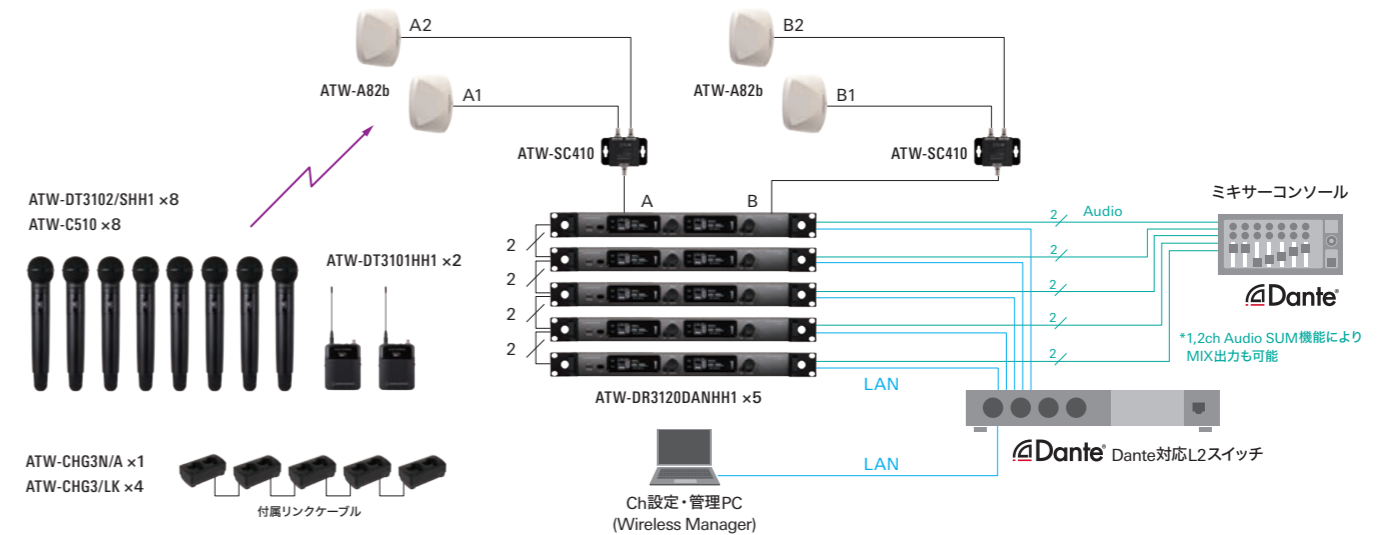 A2
B2
ATW-A82b
A1
ATW-A82b
B1
ATW-SC410
ATW-SC410
ATW-DT3102/SHH1 ×8
ATW-C510 ×8
ATW-DT3101HH1 ×2
A
B
2
2
2
2
2
Audio
2
2
2
2
ミキサーコンソール
Dante®
*1,2ch Audio SUM機能により
MIX出力も可能
ATW-DR3120DANHH1 ×5
LAN
Dante® Dante対応L2スイッチ
ATW-CHG3N/A ×1
ATW-CHG3/LK ×4
付属リンクケーブル
LAN
Ch設定・管理PC
(Wireless Manager)